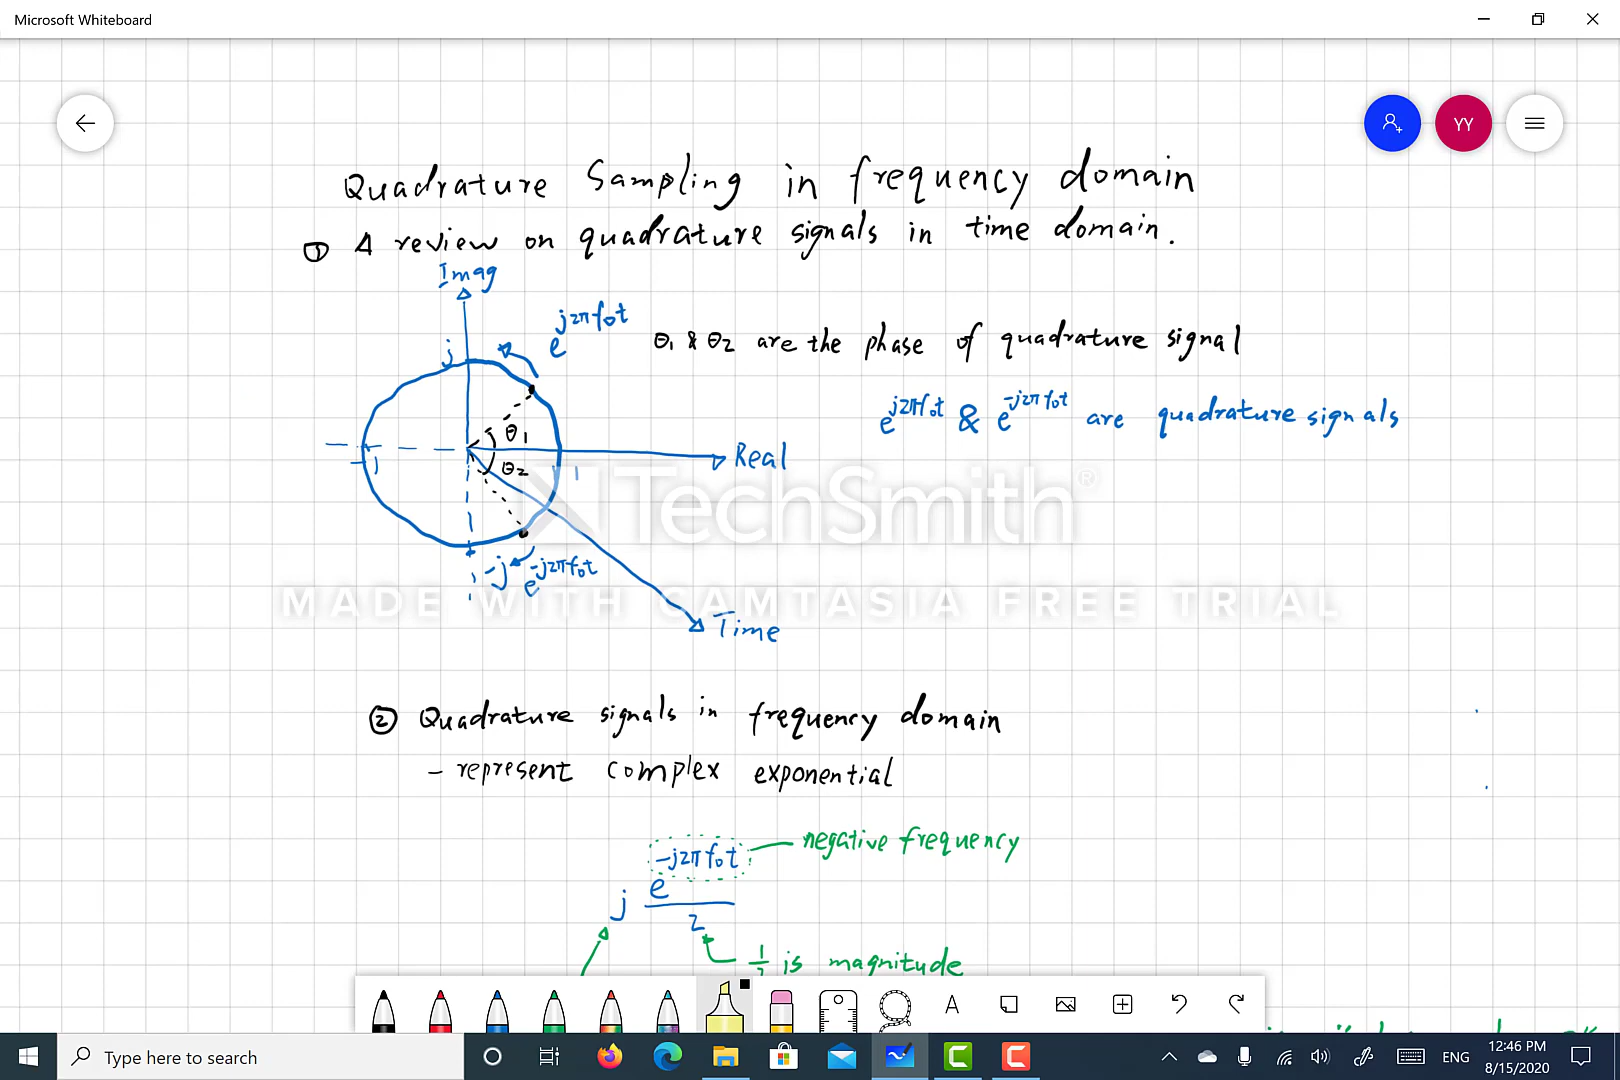 Microsoft Whiteboard
YY
Quadrature Sampling in frequency domain
① A review on quadrature signals in time domain.
Imag
e^{j2πf₀t}
θ₁ & θ₂ are the phase of quadrature signal
j
e^{j2πf₀t} & e^{-j2πf₀t} are quadrature signals
θ₁
-1
Real
θ₂
1
TechSmith®
-j
e^{-j2πf₀t}
MADE WITH CAMTASIA FREE TRIAL
Time
② Quadrature signals in frequency domain
- represent complex exponential
negative frequency
j e^{-j2πf₀t}/2
1/2 is magnitude
A
Type here to search
ENG
12:46 PM
8/15/2020